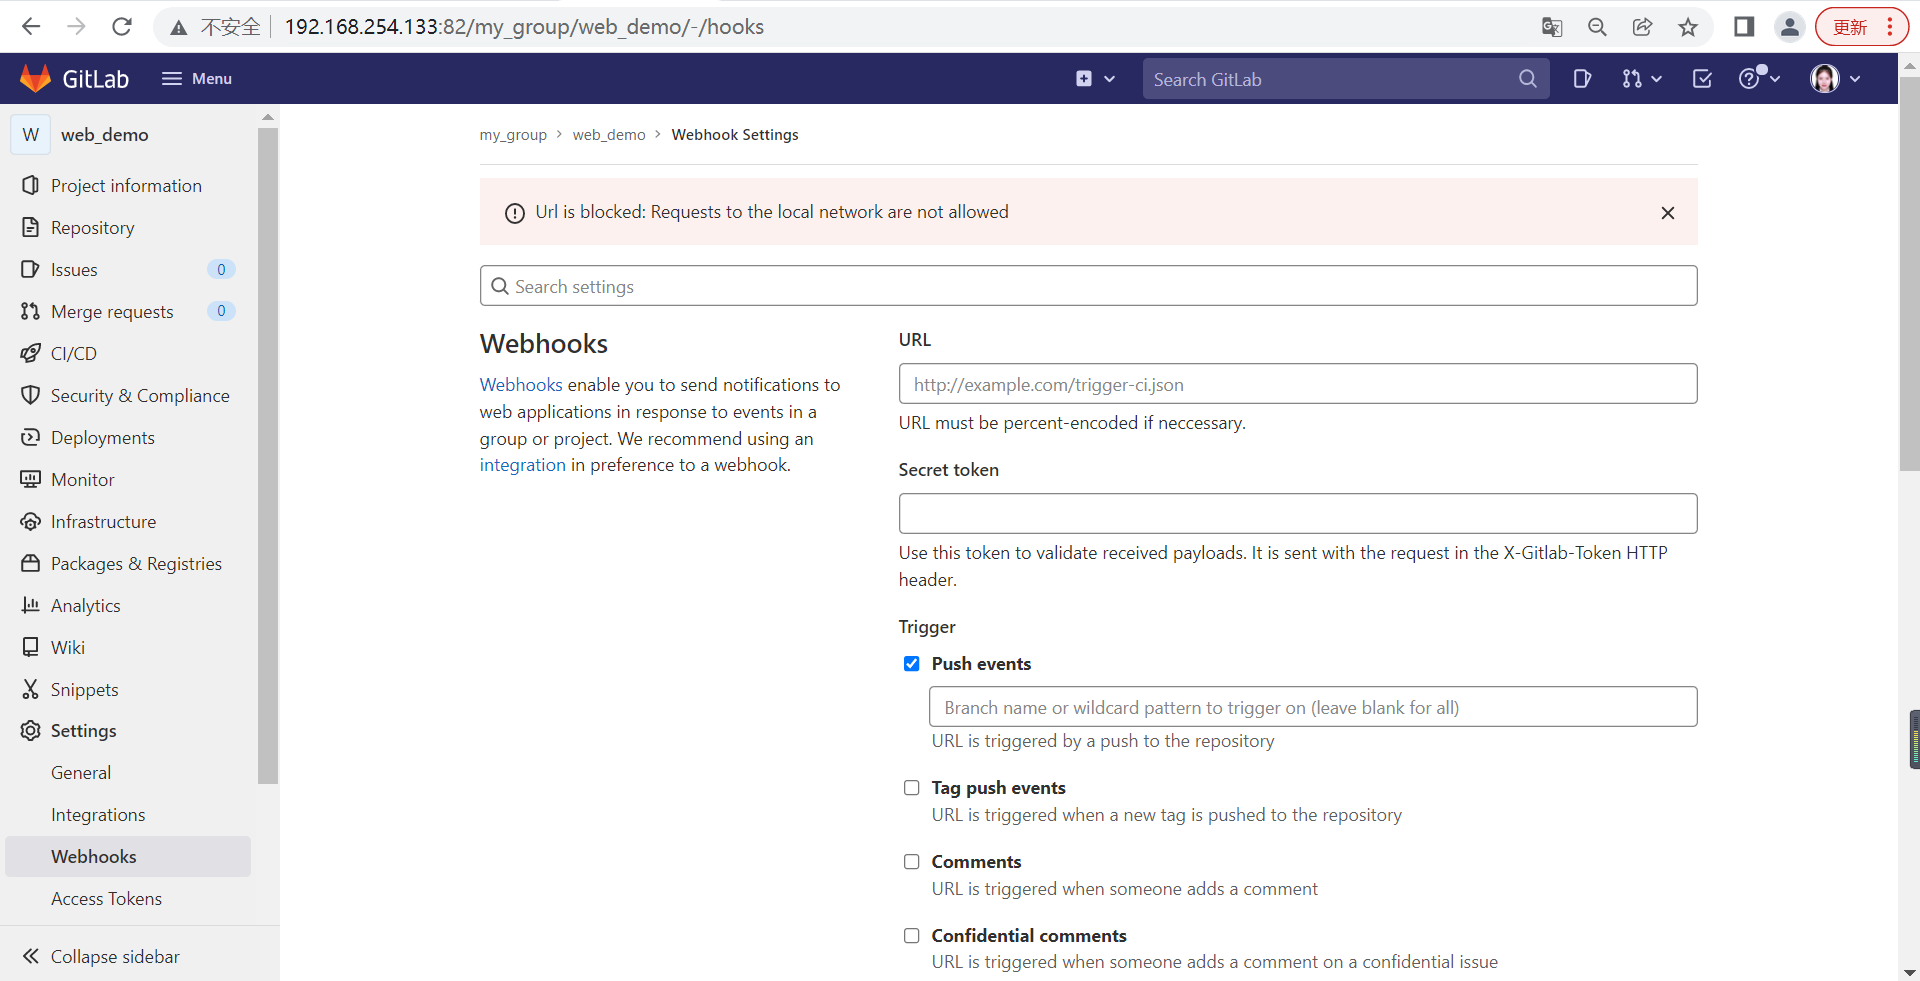 不安全 192.168.254.133:82/my_group/web_demo/-/hooks
更新
GitLab Menu Search GitLab
W web_demo
Project information
Repository
Issues 0
Merge requests 0
CI/CD
Security & Compliance
Deployments
Monitor
Infrastructure
Packages & Registries
Analytics
Wiki
Snippets
Settings
General
Integrations
Webhooks
Access Tokens
Collapse sidebar
my_group > web_demo > Webhook Settings
Url is blocked: Requests to the local network are not allowed
Search settings
Webhooks
Webhooks enable you to send notifications to
web applications in response to events in a
group or project. We recommend using an
integration in preference to a webhook.
URL
http://example.com/trigger-ci.json
URL must be percent-encoded if neccessary.
Secret token
Use this token to validate received payloads. It is sent with the request in the X-Gitlab-Token HTTP
header.
Trigger
Push events
Branch name or wildcard pattern to trigger on (leave blank for all)
URL is triggered by a push to the repository
Tag push events
URL is triggered when a new tag is pushed to the repository
Comments
URL is triggered when someone adds a comment
Confidential comments
URL is triggered when someone adds a comment on a confidential issue